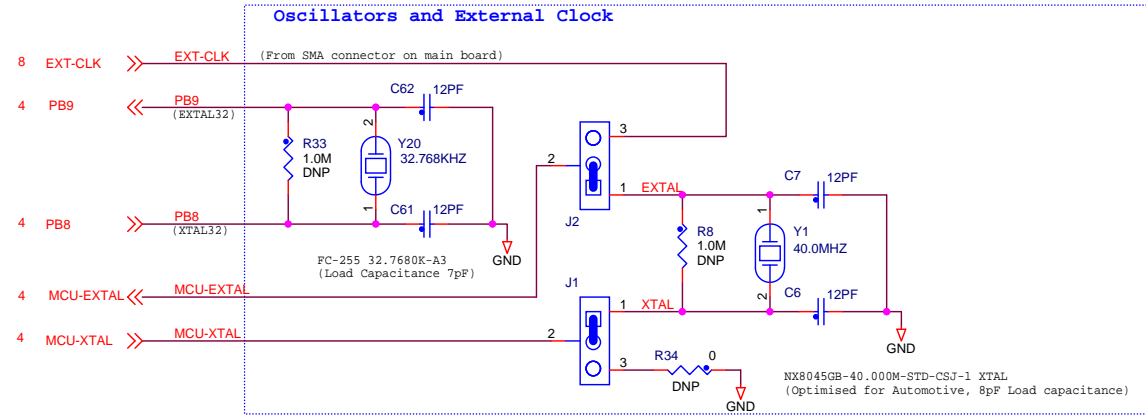 Oscillators and External Clock
8 EXT-CLK EXT-CLK (From SMA connector on main board)
4 PB9 PB9
(EXTAL32)
C62 12PF
2
R33
1.0M
DNP
Y20
32.768KHZ
1
C61 12PF
4 PB8 PB8
(XTAL32)
GND
FC-255 32.7680K-A3
(Load Capacitance 7pF)
3
2
1 EXTAL
J2
C7 12PF
1
R8
1.0M
DNP
Y1
40.0MHZ
2
C6 12PF
4 MCU-EXTAL MCU-EXTAL
J1
1 XTAL
4 MCU-XTAL MCU-XTAL 2
3
R34 0
DNP
GND
GND
NX8045GB-40.000M-STD-CSJ-1 XTAL
(Optimised for Automotive, 8pF Load capacitance)